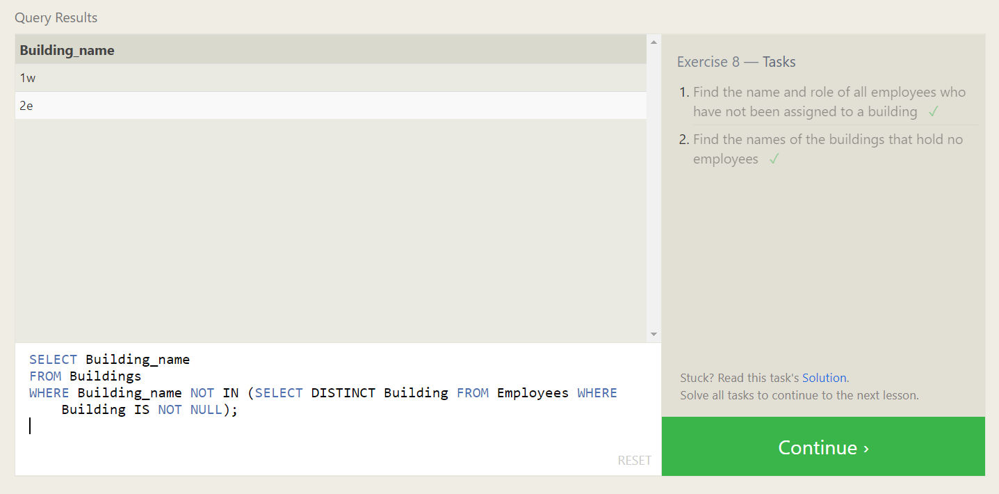 Query Results
Building_name
1w
2e
Exercise 8 — Tasks
1. Find the name and role of all employees who
have not been assigned to a building ✓
2. Find the names of the buildings that hold no
employees ✓
Stuck? Read this task's Solution.
Solve all tasks to continue to the next lesson.
Continue ›
SELECT Building_name
FROM Buildings
WHERE Building_name NOT IN (SELECT DISTINCT Building FROM Employees WHERE
Building IS NOT NULL);
RESET